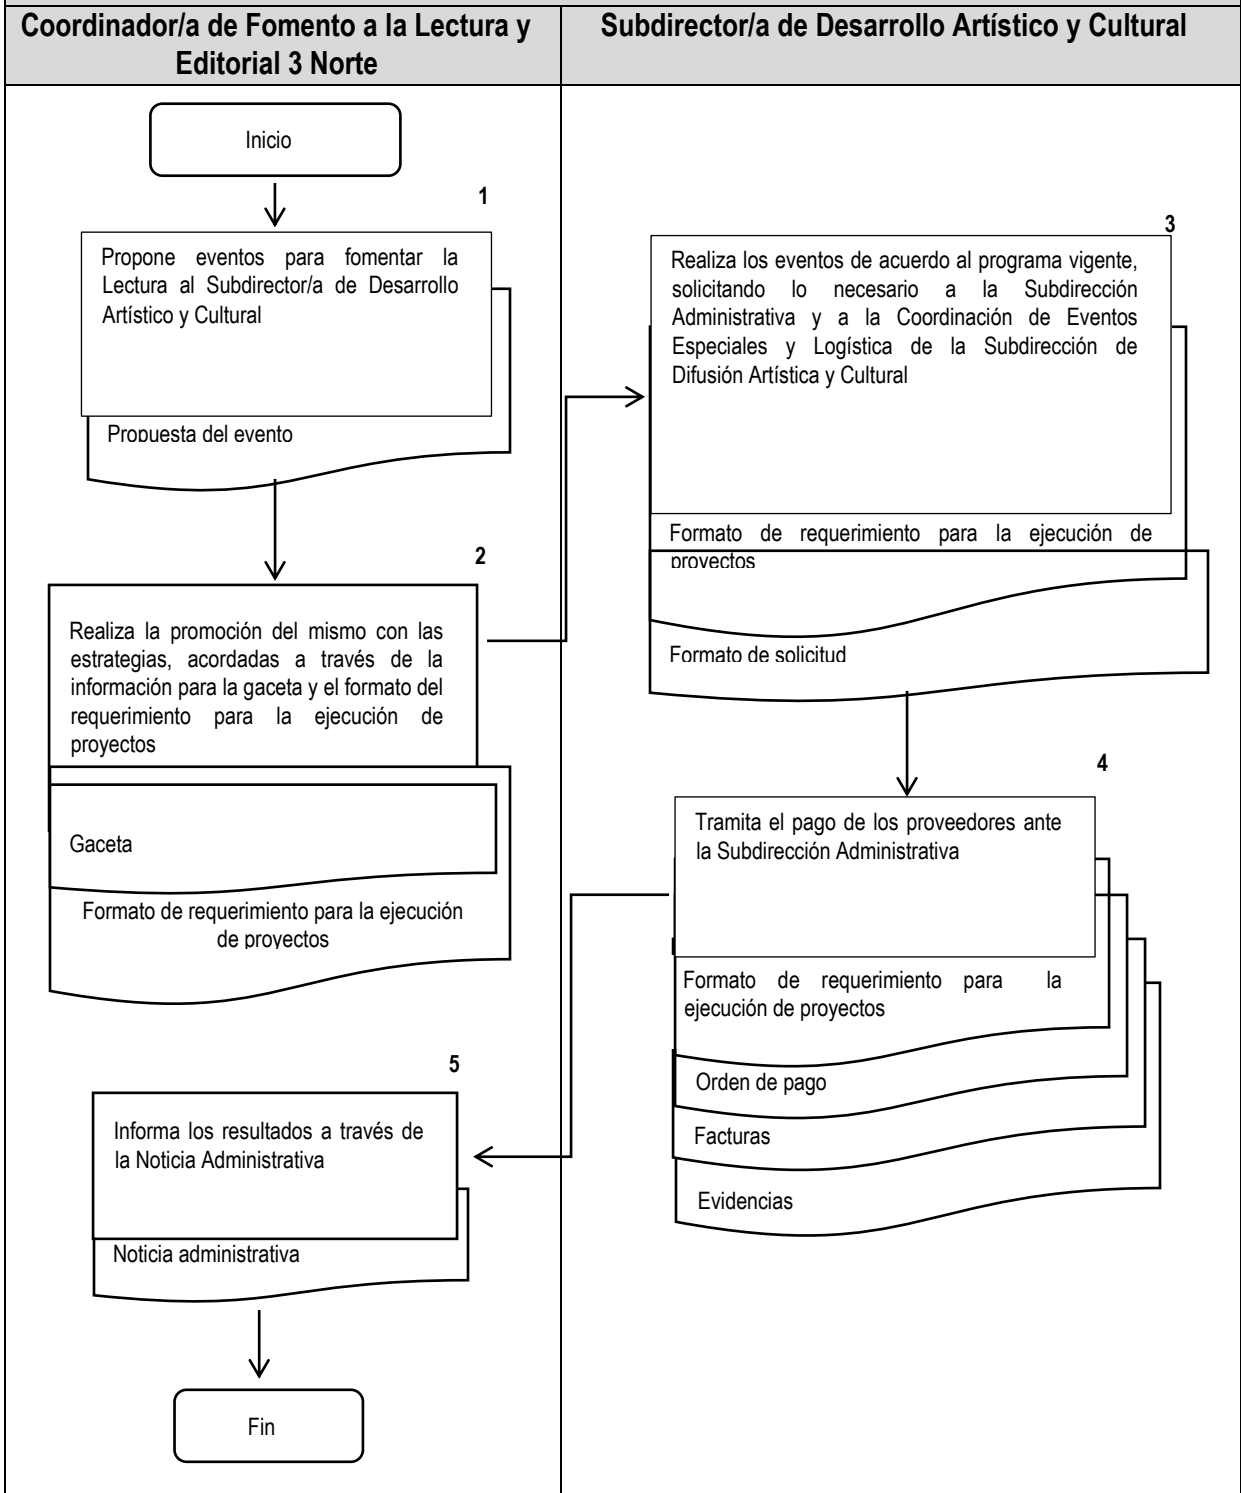 Coordinador/a de Fomento a la Lectura y
Editorial 3 Norte
Subdirector/a de Desarrollo Artístico y Cultural
Inicio
1
Propone eventos para fomentar la
Lectura al Subdirector/a de Desarrollo
Artístico y Cultural
Propuesta del evento
2
Realiza la promoción del mismo con las
estrategias, acordadas a través de la
información para la gaceta y el formato del
requerimiento para la ejecución de
proyectos
Gaceta
Formato de requerimiento para la ejecución
de proyectos
3
Realiza los eventos de acuerdo al programa vigente,
solicitando lo necesario a la Subdirección
Administrativa y a la Coordinación de Eventos
Especiales y Logística de la Subdirección de
Difusión Artística y Cultural
Formato de requerimiento para la ejecución de
proyectos
Formato de solicitud
4
Tramita el pago de los proveedores ante
la Subdirección Administrativa
Formato de requerimiento para la
ejecución de proyectos
Orden de pago
Facturas
Evidencias
5
Informa los resultados a través de
la Noticia Administrativa
Noticia administrativa
Fin